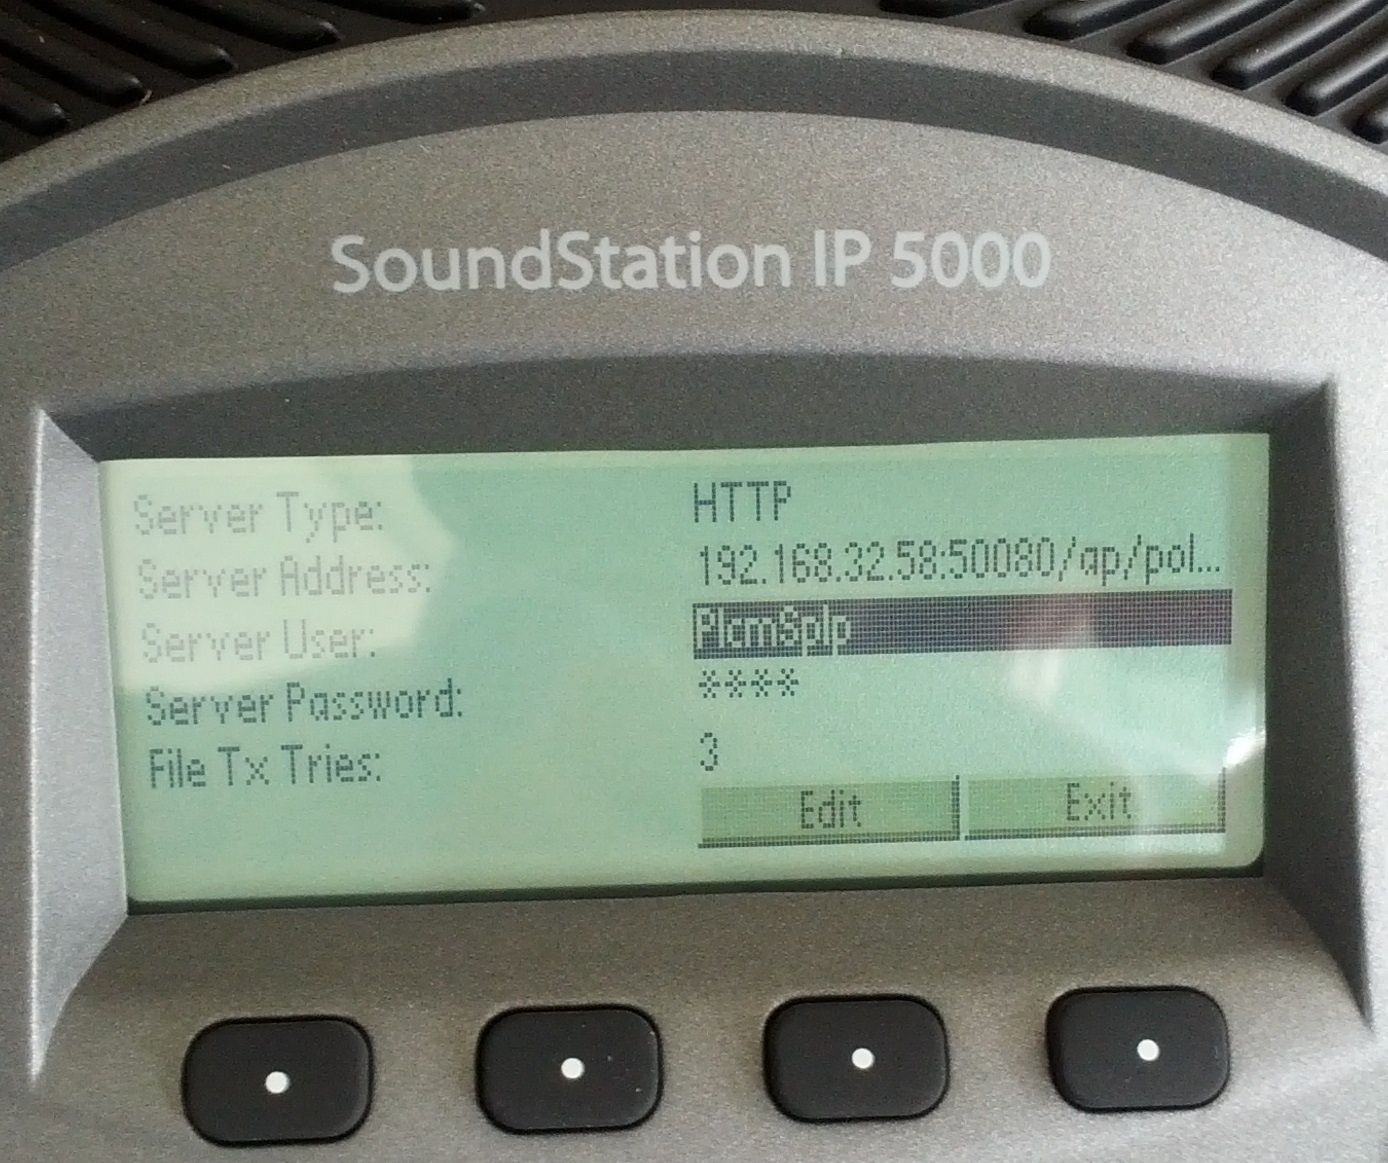 SoundStation IP 5000
Server Type: HTTP
Server Address: 192.168.32.58:50080/ap/pol...
Server User: PlcmSpIp
Server Password: ****
File Tx Tries: 3
Edit Exit